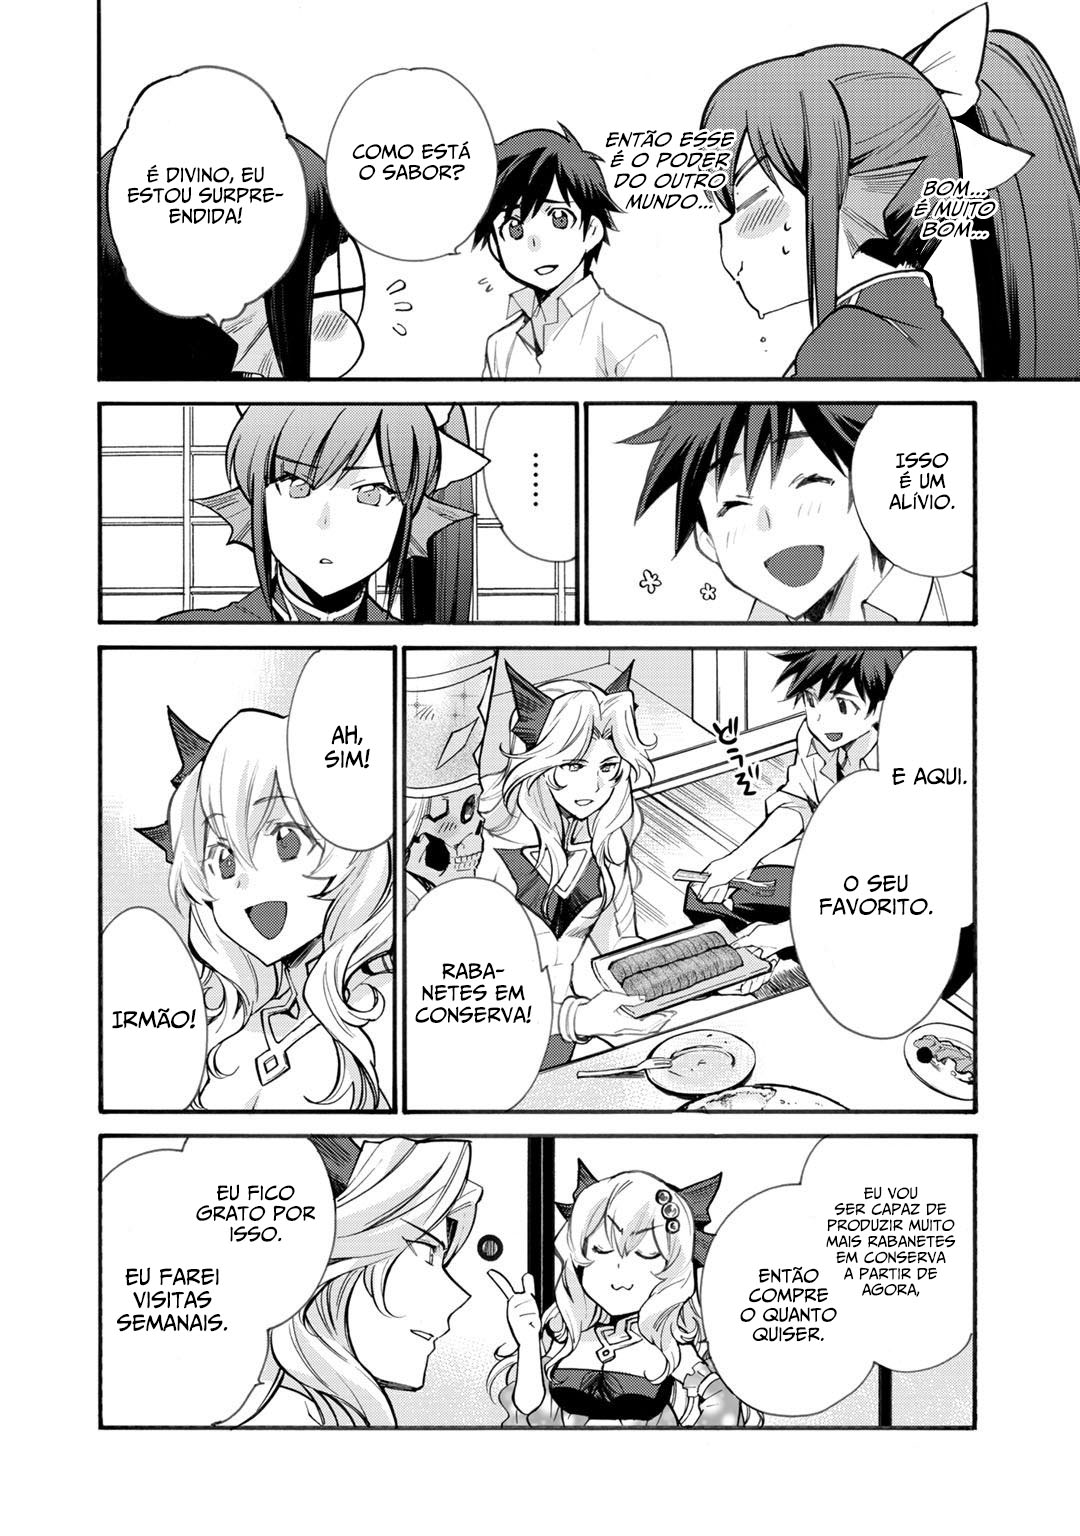 BOM...
É MUITO
BOM...
ENTÃO ESSE
É O PODER
DO OUTRO
MUNDO...
COMO ESTÁ
O SABOR?
É DIVINO, EU
ESTOU SURPRE-
ENDIDA!
ISSO
É UM
ALÍVIO.
......
E AQUI.
O SEU
FAVORITO.
どうぞ
RABA-
NETES EM
CONSERVA!
AH,
SIM!
IRMÃO!
EU VOU
SER CAPAZ DE
PRODUZIR MUITO
MAIS RABANETES
EM CONSERVA
A PARTIR DE
AGORA,
ENTÃO
COMPRE
O QUANTO
QUISER.
EU FICO
GRATO POR
ISSO.
EU FAREI
VISITAS
SEMANAIS.